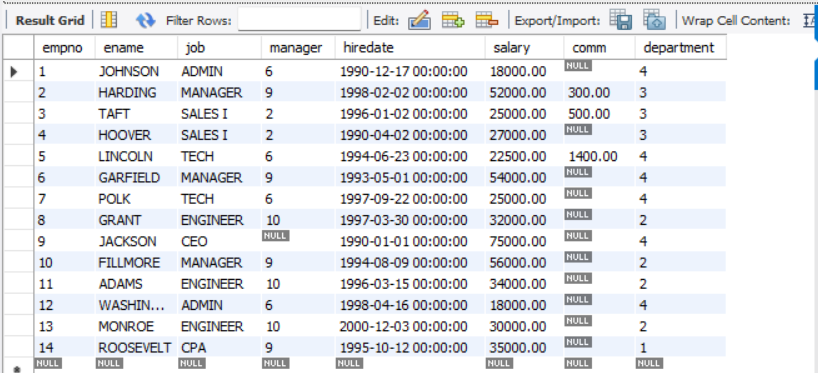 Result Grid Filter Rows: Edit: Export/Import: Wrap Cell Content:
empno ename job manager hiredate salary comm department
1 JOHNSON ADMIN 6 1990-12-17 00:00:00 18000.00 NULL 4
2 HARDING MANAGER 9 1998-02-02 00:00:00 52000.00 300.00 3
3 TAFT SALES I 2 1996-01-02 00:00:00 25000.00 500.00 3
4 HOOVER SALES I 2 1990-04-02 00:00:00 27000.00 NULL 3
5 LINCOLN TECH 6 1994-06-23 00:00:00 22500.00 1400.00 4
6 GARFIELD MANAGER 9 1993-05-01 00:00:00 54000.00 NULL 4
7 POLK TECH 6 1997-09-22 00:00:00 25000.00 NULL 4
8 GRANT ENGINEER 10 1997-03-30 00:00:00 32000.00 NULL 2
9 JACKSON CEO NULL 1990-01-01 00:00:00 75000.00 NULL 4
10 FILLMORE MANAGER 9 1994-08-09 00:00:00 56000.00 NULL 2
11 ADAMS ENGINEER 10 1996-03-15 00:00:00 34000.00 NULL 2
12 WASHIN... ADMIN 6 1998-04-16 00:00:00 18000.00 NULL 4
13 MONROE ENGINEER 10 2000-12-03 00:00:00 30000.00 NULL 2
14 ROOSEVELT CPA 9 1995-10-12 00:00:00 35000.00 NULL 1
NULL NULL NULL NULL NULL NULL NULL NULL